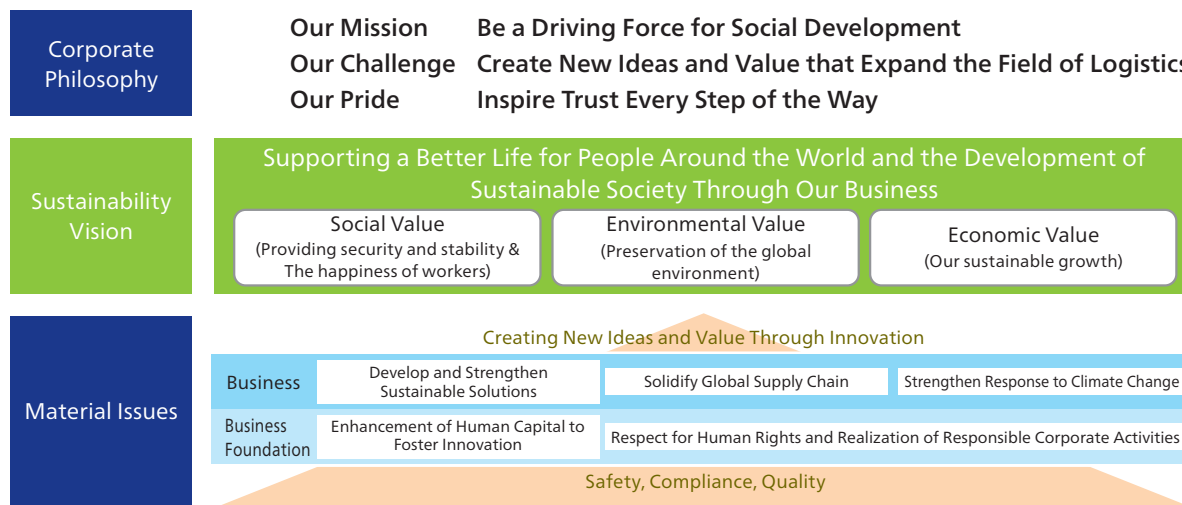 Corporate
Philosophy
Our Mission Be a Driving Force for Social Development
Our Challenge Create New Ideas and Value that Expand the Field of Logistics
Our Pride Inspire Trust Every Step of the Way
Sustainability
Vision
Supporting a Better Life for People Around the World and the Development of
Sustainable Society Through Our Business
Social Value
(Providing security and stability &
The happiness of workers)
Environmental Value
(Preservation of the global
environment)
Economic Value
(Our sustainable growth)
Material Issues
Creating New Ideas and Value Through Innovation
Business
Develop and Strengthen
Sustainable Solutions
Solidify Global Supply Chain
Strengthen Response to Climate Change
Business
Foundation
Enhancement of Human Capital to
Foster Innovation
Respect for Human Rights and Realization of Responsible Corporate Activities
Safety, Compliance, Quality